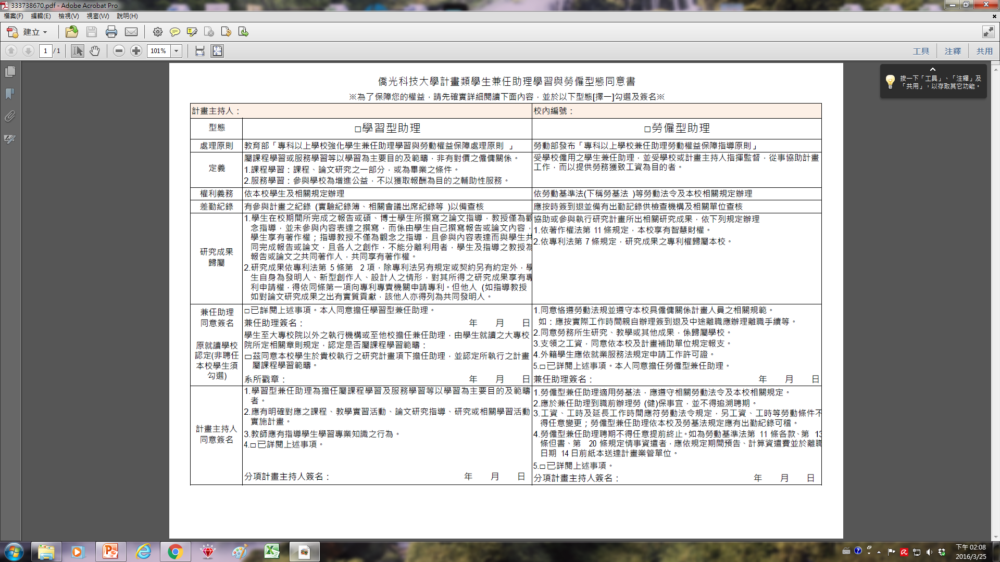 333738670.pdf - Adobe Acrobat Pro
檔案(F) 編輯(E) 檢視(V) 視窗(W) 說明(H)
建立
1 / 1 101% 工具 注釋 共用
按一下「工具」、「注釋」及
「共用」，以存取其它功能。
僑光科技大學計畫類學生兼任助理學習與勞僱型態同意書
※為了保障您的權益，請先確實詳細閱讀下面內容，並於以下型態[擇一]勾選及簽名※
計畫主持人： 校內編號：
型態 □學習型助理 □勞僱型助理
處理原則 教育部「專科以上學校強化學生兼任助理學習與勞動權益保障處理原則 」 勞動部發布「專科以上學校兼任助理勞動權益保障指導原則」
定義
屬課程學習或服務學習等以學習為主要目的及範疇，非有對價之僱傭關係。
1.課程學習：課程、論文研究之一部分，或為畢業之條件。
2.服務學習：參與學校為增進公益，不以獲取報酬為目的之輔助性服務。
受學校僱用之學生兼任助理，並受學校或計畫主持人指揮監督，從事協助計畫
工作，而以提供勞務獲致工資為目的者。
權利義務 依本校學生及相關規定辦理 依勞動基準法(下稱勞基法 )等勞動法令及本校相關規定辦理
差勤紀錄 有參與計畫之紀錄 (實驗紀錄簿、相關會議出席紀錄等 )以備查核 應按時簽到退並備有出勤記錄供檢查機構及相關單位查核
研究成果
歸屬
1.學生在校期間所完成之報告或碩、博士學生所撰寫之論文指導，教授僅為觀
念指導，並未參與內容表達之撰寫，而係由學生自己撰寫報告或論文內容，
學生享有著作權；指導教授不僅為觀念之指導，且參與內容表達而與學生共
同完成報告或論文，且各人之創作，不能分離利用者，學生及指導之教授為
報告或論文之共同著作人，共同享有著作權。
2.研究成果依專利法第 5 條第 2 項，除專利法另有規定或契約另有約定外，學
生自身為發明人、新型創作人、設計人之情形，對其所得之研究成果享有專
利申請權，得依同條第一項向專利專責機關申請專利。但他人 (如指導教授
如對論文研究成果之出有實質貢獻，該他人亦得列為共同發明人。
協助或參與執行研究計畫所出相關研究成果，依下列規定辦理
1.依著作權法第 11 條規定，本校享有智慧財權。
2.依專利法第 7 條規定，研究成果之專利權歸屬本校。
兼任助理
同意簽名
原就讀學校
認定(非聘任
本校學生須
勾選)
□已詳閱上述事項。本人同意擔任學習型兼任助理。
兼任助理簽名： 年 月 日
學生至大專校院以外之執行機構或至他校擔任兼任助理，由學生就讀之大專校
院所定相關章則規定，認定是否屬課程學習範疇：
□茲同意本校學生於貴校執行之研究計畫項下擔任助理，並認定所執行之計畫
屬課程學習範疇。
系所戳章： 年 月 日
1.同意恪遵勞動法規並遵守本校具僱傭關係計畫人員之相關規範。
如：應按實際工作時間親自辦理簽到退及中途離職應辦理離職手續等。
2.同意勞務所生研究、教學或其他成果，係歸屬學校。
3.支領之工資，同意依本校及計畫補助單位規定報支。
4.外籍學生應依就業服務法規定申請工作許可證。
5.□已詳閱上述事項。本人同意擔任勞僱型兼任助理。
兼任助理簽名： 年 月 日
計畫主持人
同意簽名
1.學習型兼任助理為擔任屬課程學習及服務學習等以學習為主要目的及範疇
者。
2.應有明確對應之課程、教學實習活動、論文研究指導、研究或相關學習活動
實施計畫。
3.教師應有指導學生學習專業知識之行為。
4.□已詳閱上述事項。
分項計畫主持人簽名： 年 月 日
1.勞僱型兼任助理適用勞基法，應遵守相關勞動法令及本校相關規定。
2.應於兼任助理到職前辦理勞 (健)保事宜，並不得追溯聘期。
3.工資、工時及延長工作時間應符勞動法令規定，另工資、工時等勞動條件不
得任意變更；勞僱型兼任助理依本校及勞基法規定應有出勤紀錄可稽。
4.勞僱型兼任助理聘期不得任意提前終止。如為勞動基準法第 11 條各款、第 13
條但書、第 20 條規定情事資遣者，應依規定期間預告、計算資遣費並於離職
日期 14 日前紙本送達計畫業管單位。
5.□已詳閱上述事項。
分項計畫主持人簽名： 年 月 日
下午 02:08
2016/3/25